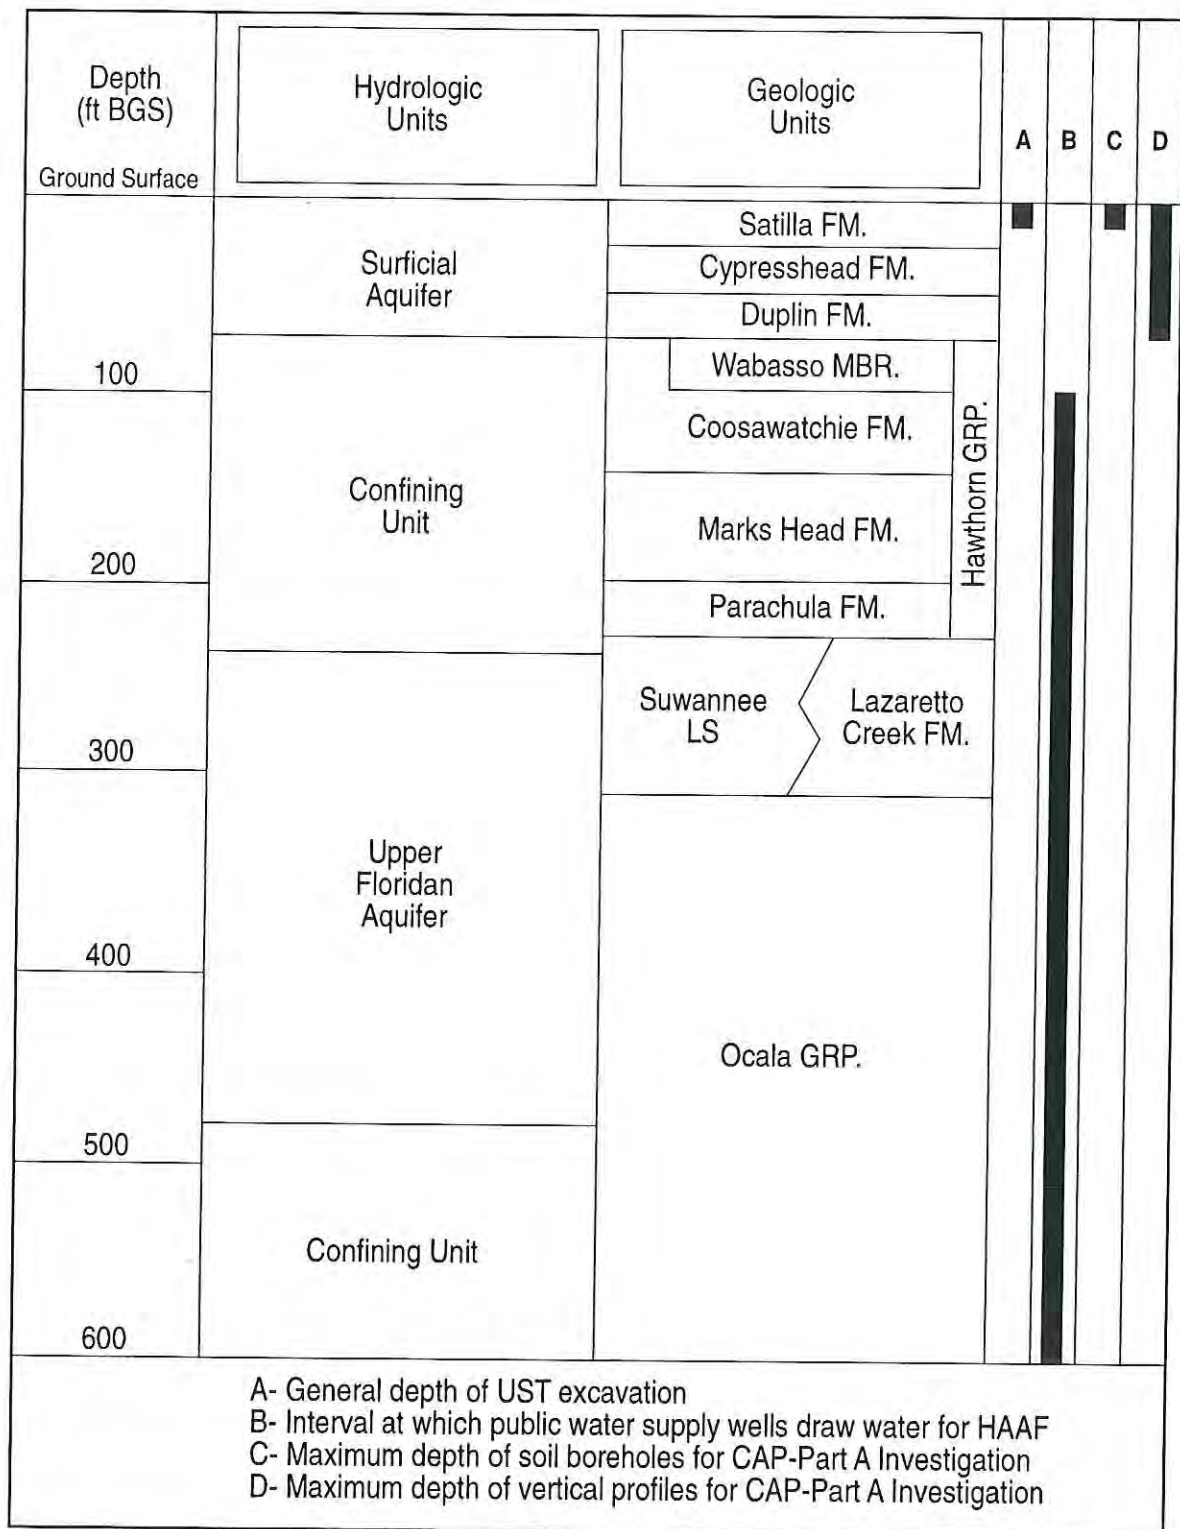 Depth
(ft BGS)
Ground Surface
Hydrologic
Units
Geologic
Units
A
B
C
D
Surficial
Aquifer
Satilla FM.
Cypresshead FM.
Duplin FM.
100
Confining
Unit
Wabasso MBR.
Coosawatchie FM.
Marks Head FM.
Parachula FM.
Hawthorn GRP.
200
Suwannee
LS
Lazaretto
Creek FM.
300
Upper
Floridan
Aquifer
400
Ocala GRP.
500
Confining Unit
600
A- General depth of UST excavation
B- Interval at which public water supply wells draw water for HAAF
C- Maximum depth of soil boreholes for CAP-Part A Investigation
D- Maximum depth of vertical profiles for CAP-Part A Investigation